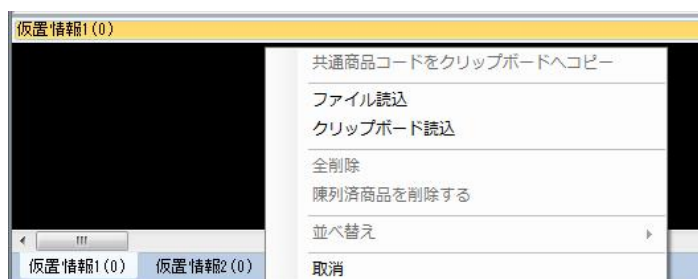 仮置情報1(0)
共通商品コードをクリップボードへコピー
ファイル読込
クリップボード読込
全削除
陳列済商品を削除する
並べ替え
取消
仮置情報1(0)
仮置情報2(0)